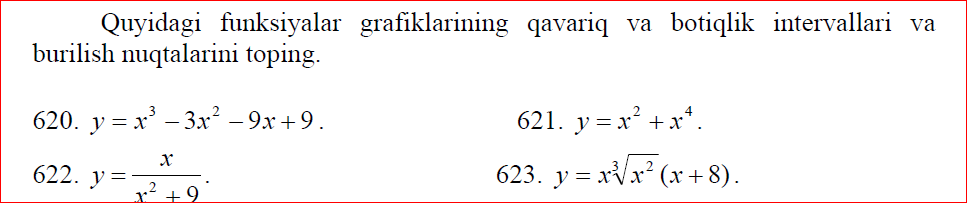 Quyidagi funksiyalar grafiklarining qavariq va botiqlik intervallari va
burilish nuqtalarini toping.
620. y = x³ – 3x² – 9x + 9 . 621. y = x² + x⁴ .
622. y = x / (x² + 9) . 623. y = x∛x² (x + 8) .